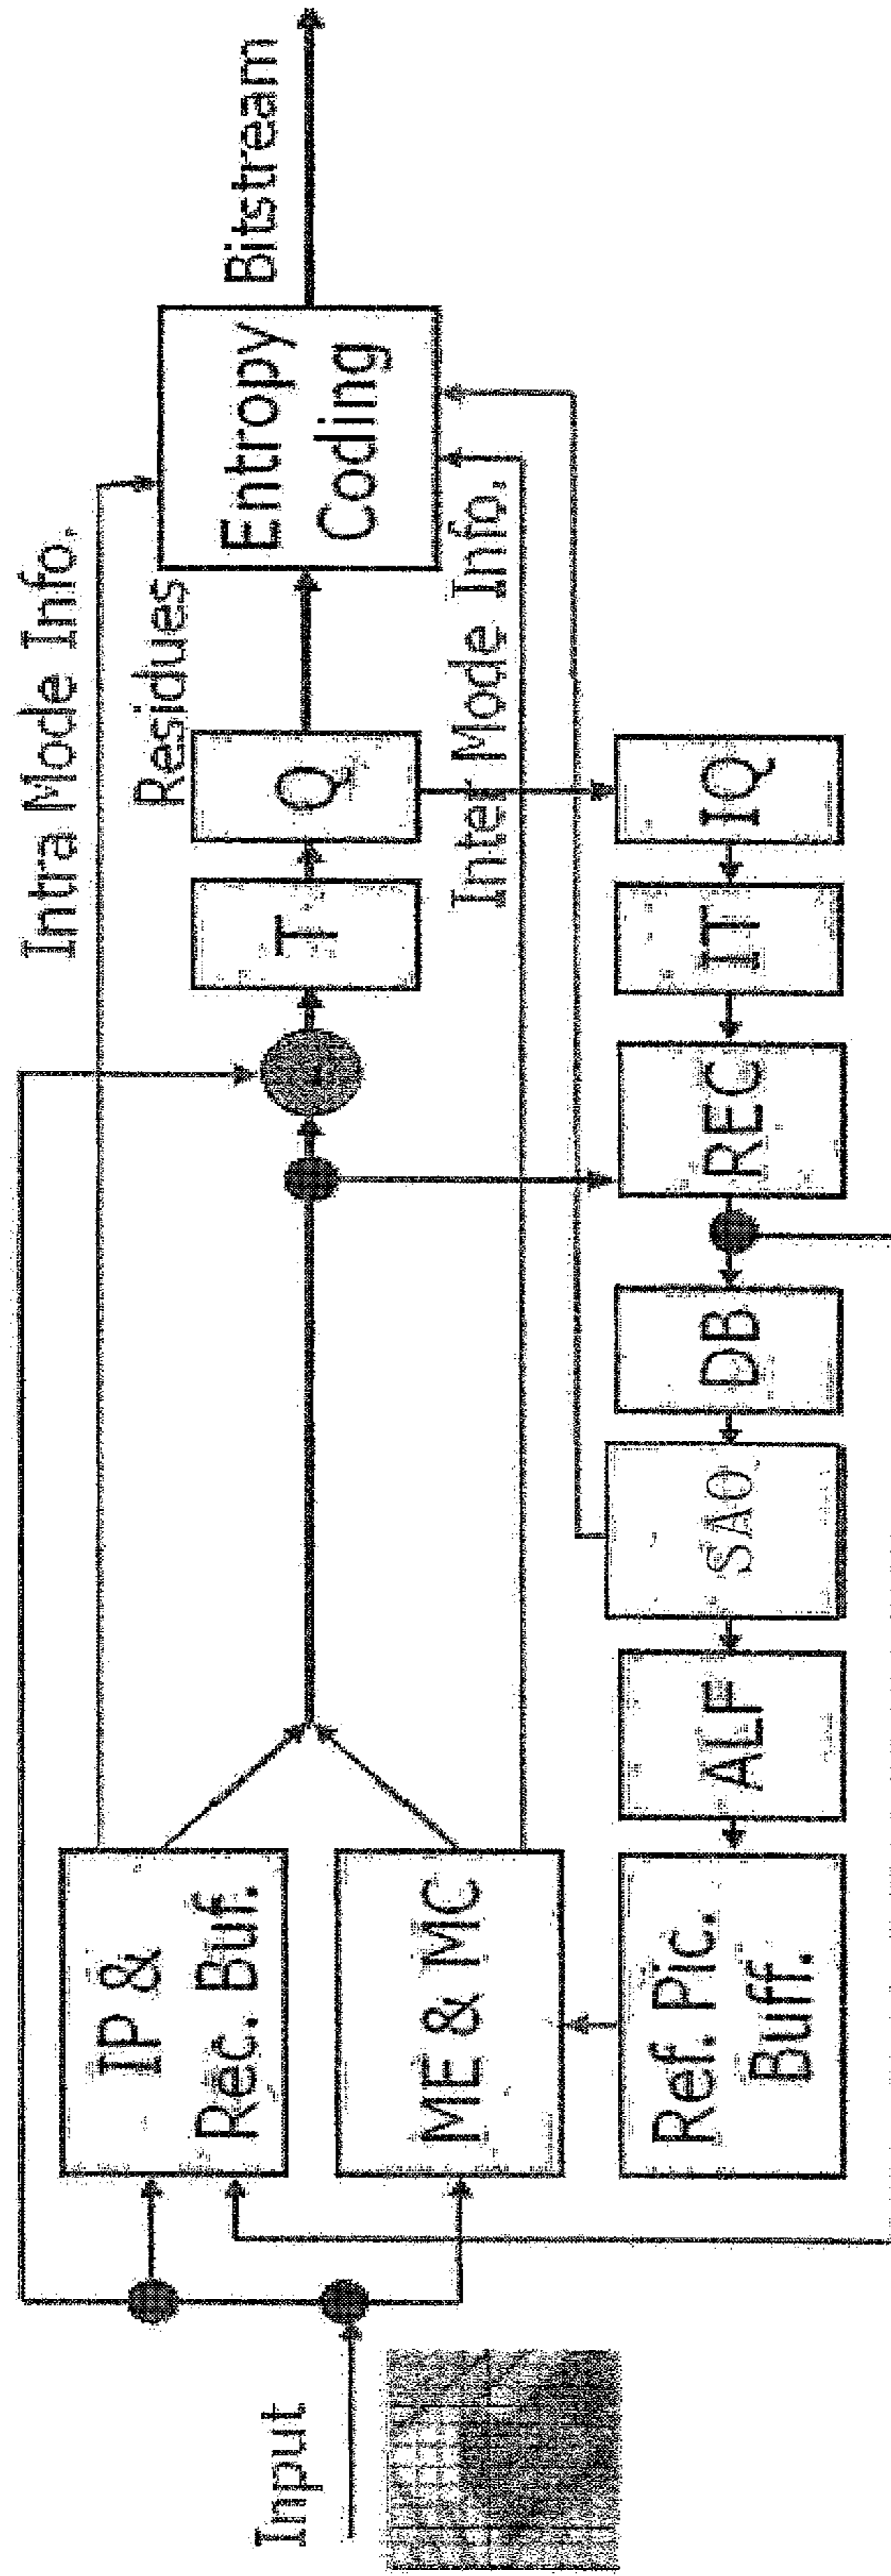 Input
IP &
Rec. Buf.
ME & MC
Ref. Pic.
Buff.
Intra Mode Info.
Residues
T
Q
Inter Mode Info.
Entropy
Coding
Bitstream
ALF
SAO
DB
REC
IT
IQ